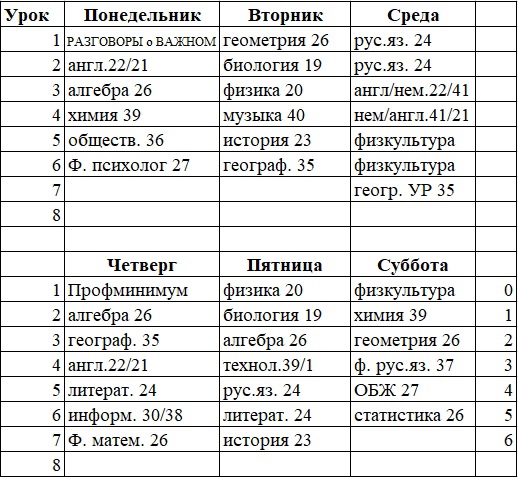 Урок Понедельник Вторник Среда
1 РАЗГОВОРЫ о ВАЖНОМ геометрия 26 рус.яз. 24
2 англ.22/21 биология 19 рус.яз. 24
3 алгебра 26 физика 20 англ/нем.22/41
4 химия 39 музыка 40 нем/англ.41/21
5 обществ. 36 история 23 физкультура
6 Ф. психолог 27 географ. 35 физкультура
7 геогр. УР 35
8
Четверг Пятница Суббота
1 Профминимум физика 20 физкультура 0
2 алгебра 26 биология 19 химия 39 1
3 географ. 35 алгебра 26 геометрия 26 2
4 англ.22/21 технол.39/1 ф. рус.яз. 37 3
5 литерат. 24 рус.яз. 24 ОБЖ 27 4
6 информ. 30/38 литерат. 24 статистика 26 5
7 Ф. матем. 26 история 23 6
8